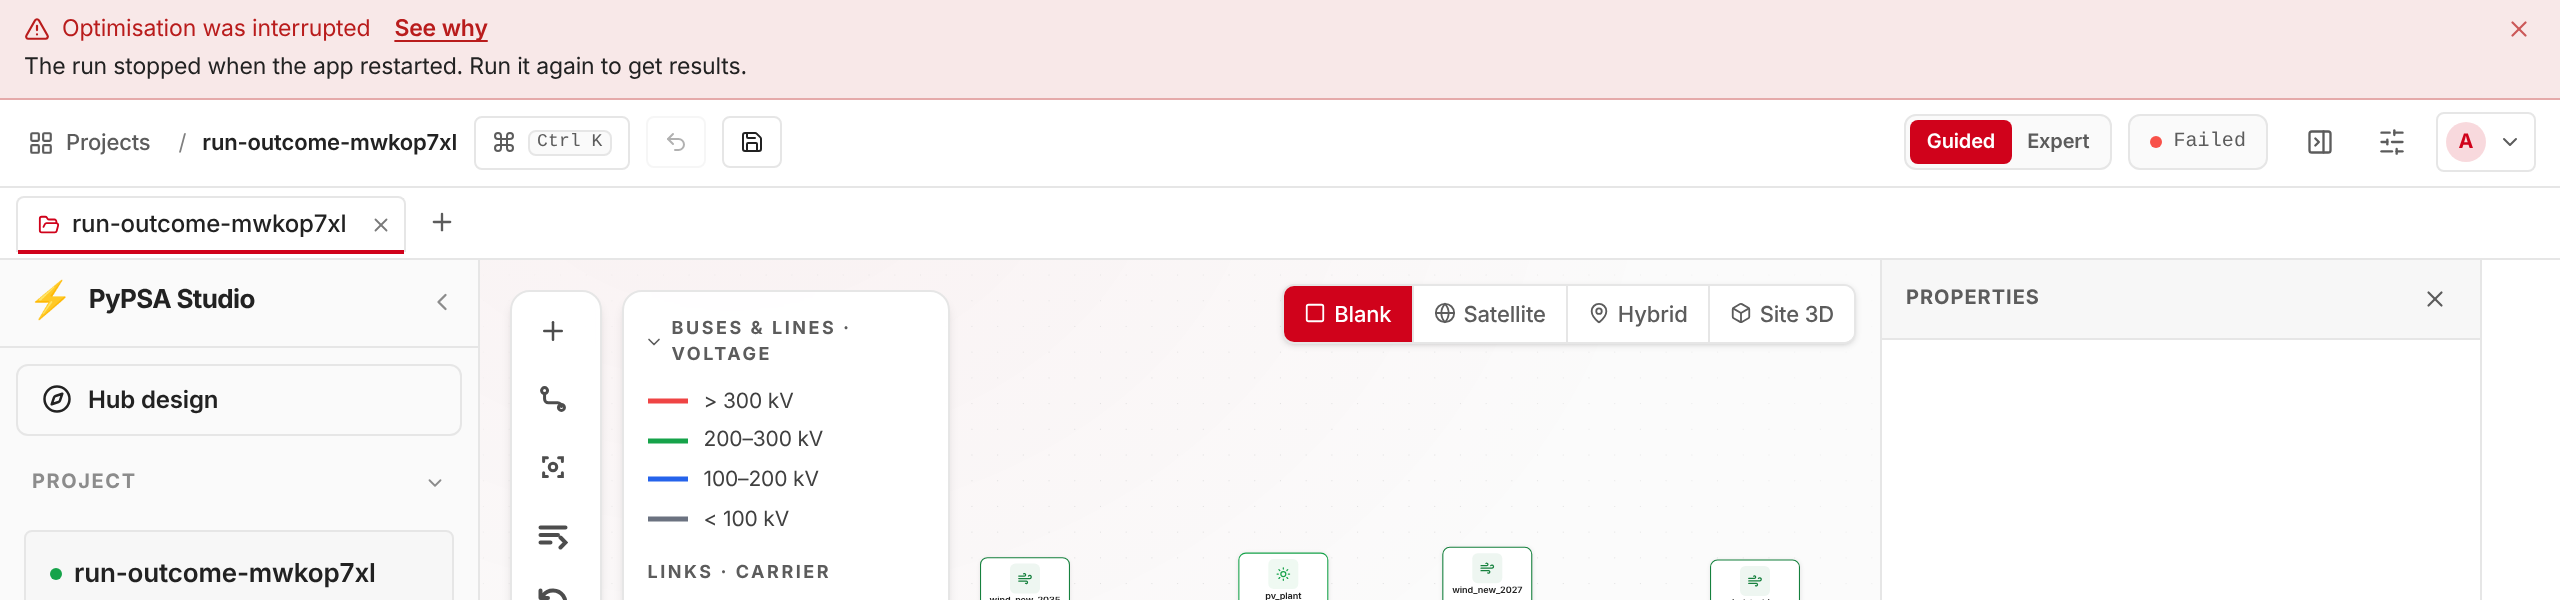 Optimisation was interrupted See why
The run stopped when the app restarted. Run it again to get results.
Projects / run-outcome-mwkop7xl Ctrl K Guided Expert Failed A
run-outcome-mwkop7xl
PyPSA Studio
Hub design
PROJECT
run-outcome-mwkop7xl
BUSES & LINES ·
VOLTAGE
> 300 kV
200–300 kV
100–200 kV
< 100 kV
LINKS · CARRIER
Blank Satellite Hybrid Site 3D
wind_new_2035
pv_plant
wind_new_2027
PROPERTIES